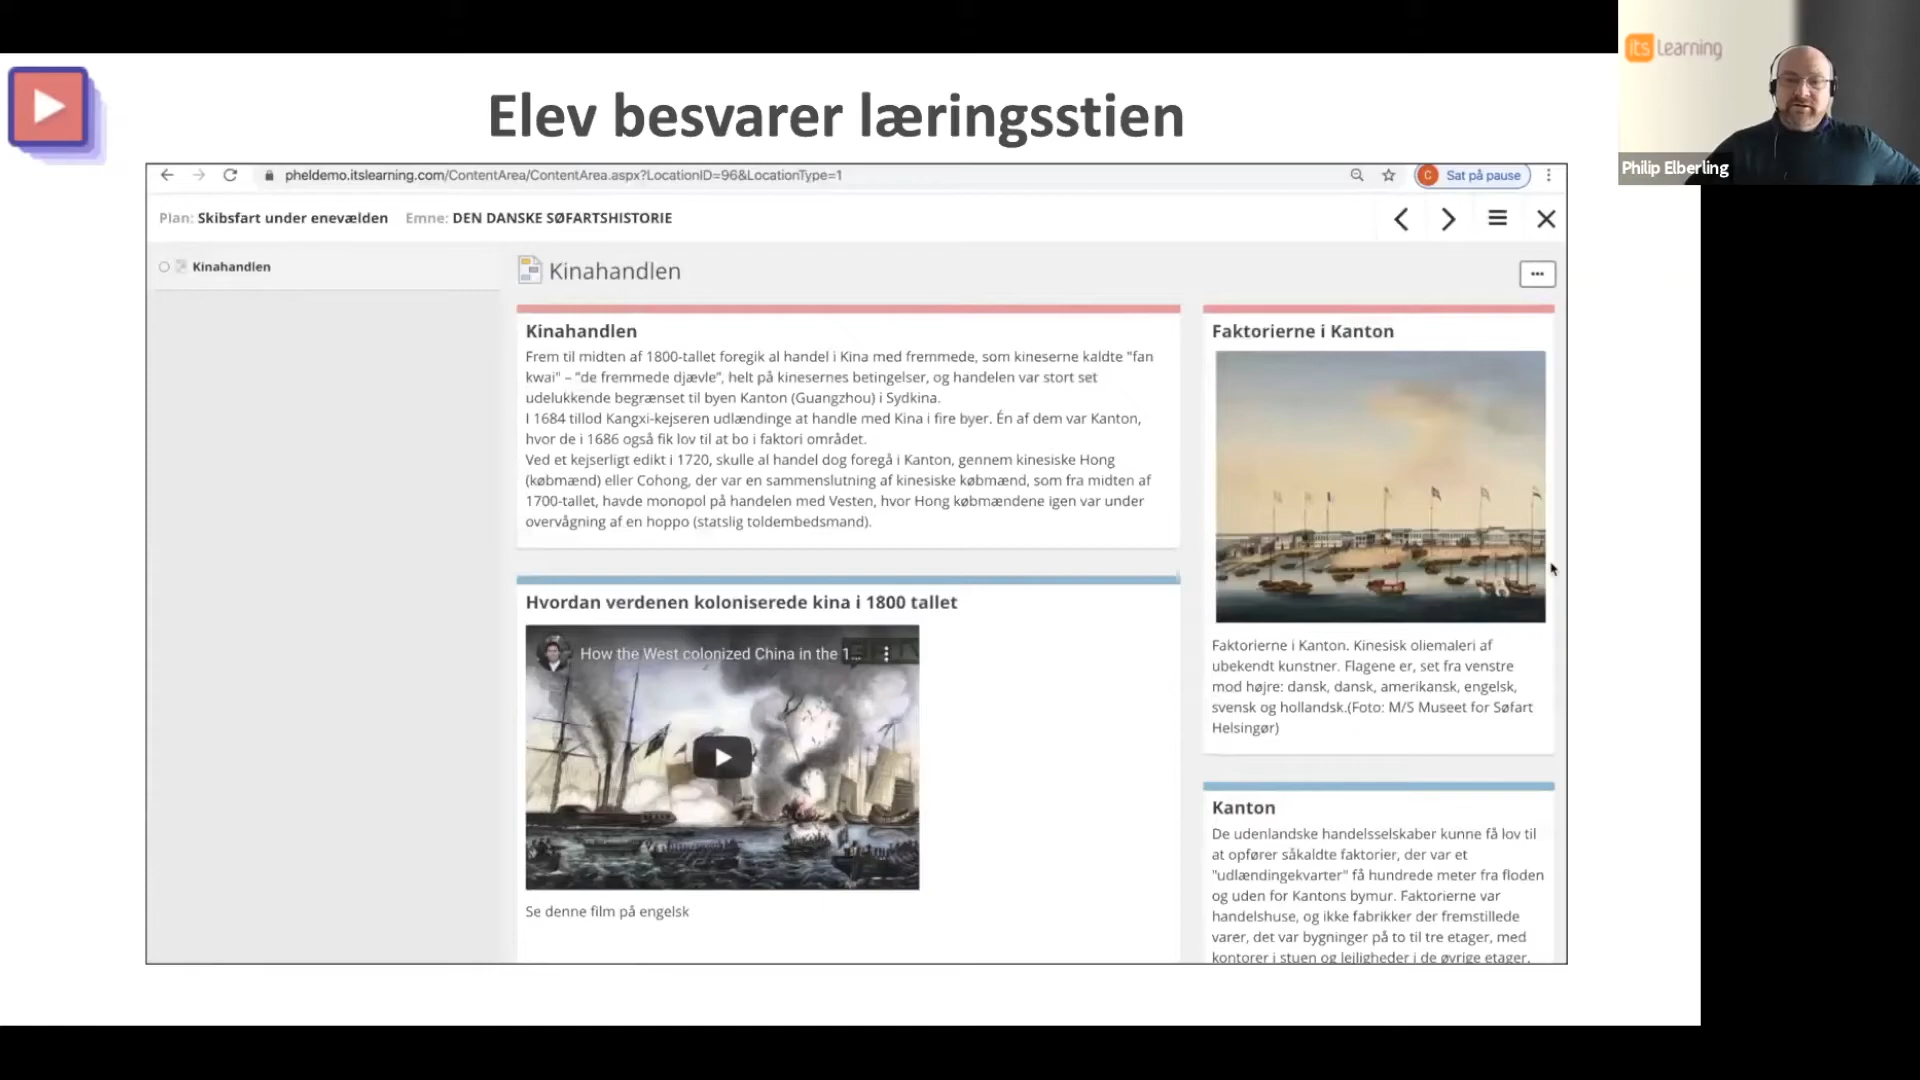 Elev besvarer læringsstien
its Learning
Philip Elberling
pheldemo.itslearning.com/ContentArea/ContentArea.aspx?LocationID=96&LocationType=1
C Sat på pause
Plan: Skibsfart under enevælden Emne: DEN DANSKE SØFARTSHISTORIE
Kinahandlen
Kinahandlen
Kinahandlen
Frem til midten af 1800-tallet foregik al handel i Kina med fremmede, som kineserne kaldte "fan
kwai" – "de fremmede djævle", helt på kinesernes betingelser, og handelen var stort set
udelukkende begrænset til byen Kanton (Guangzhou) i Sydkina.
I 1684 tillod Kangxi-kejseren udlændinge at handle med Kina i fire byer. Én af dem var Kanton,
hvor de i 1686 også fik lov til at bo i faktori området.
Ved et kejserligt edikt i 1720, skulle al handel dog foregå i Kanton, gennem kinesiske Hong
(købmænd) eller Cohong, der var en sammenslutning af kinesiske købmænd, som fra midten af
1700-tallet, havde monopol på handelen med Vesten, hvor Hong købmændene igen var under
overvågning af en hoppo (statslig toldembedsmand).
Hvordan verdenen koloniserede kina i 1800 tallet
How the West colonized China in the 1...
Se denne film på engelsk
Faktorierne i Kanton
Faktorierne i Kanton. Kinesisk oliemaleri af
ubekendt kunstner. Flagene er, set fra venstre
mod højre: dansk, dansk, amerikansk, engelsk,
svensk og hollandsk.(Foto: M/S Museet for Søfart
Helsingør)
Kanton
De udenlandske handelsselskaber kunne få lov til
at opfører såkaldte faktorier, der var et
"udlændingekvarter" få hundrede meter fra floden
og uden for Kantons bymur. Faktorierne var
handelshuse, og ikke fabrikker der fremstillede
varer, det var bygninger på to til tre etager, med
kontorer i stuen og lejligheder i de øvrige etager.